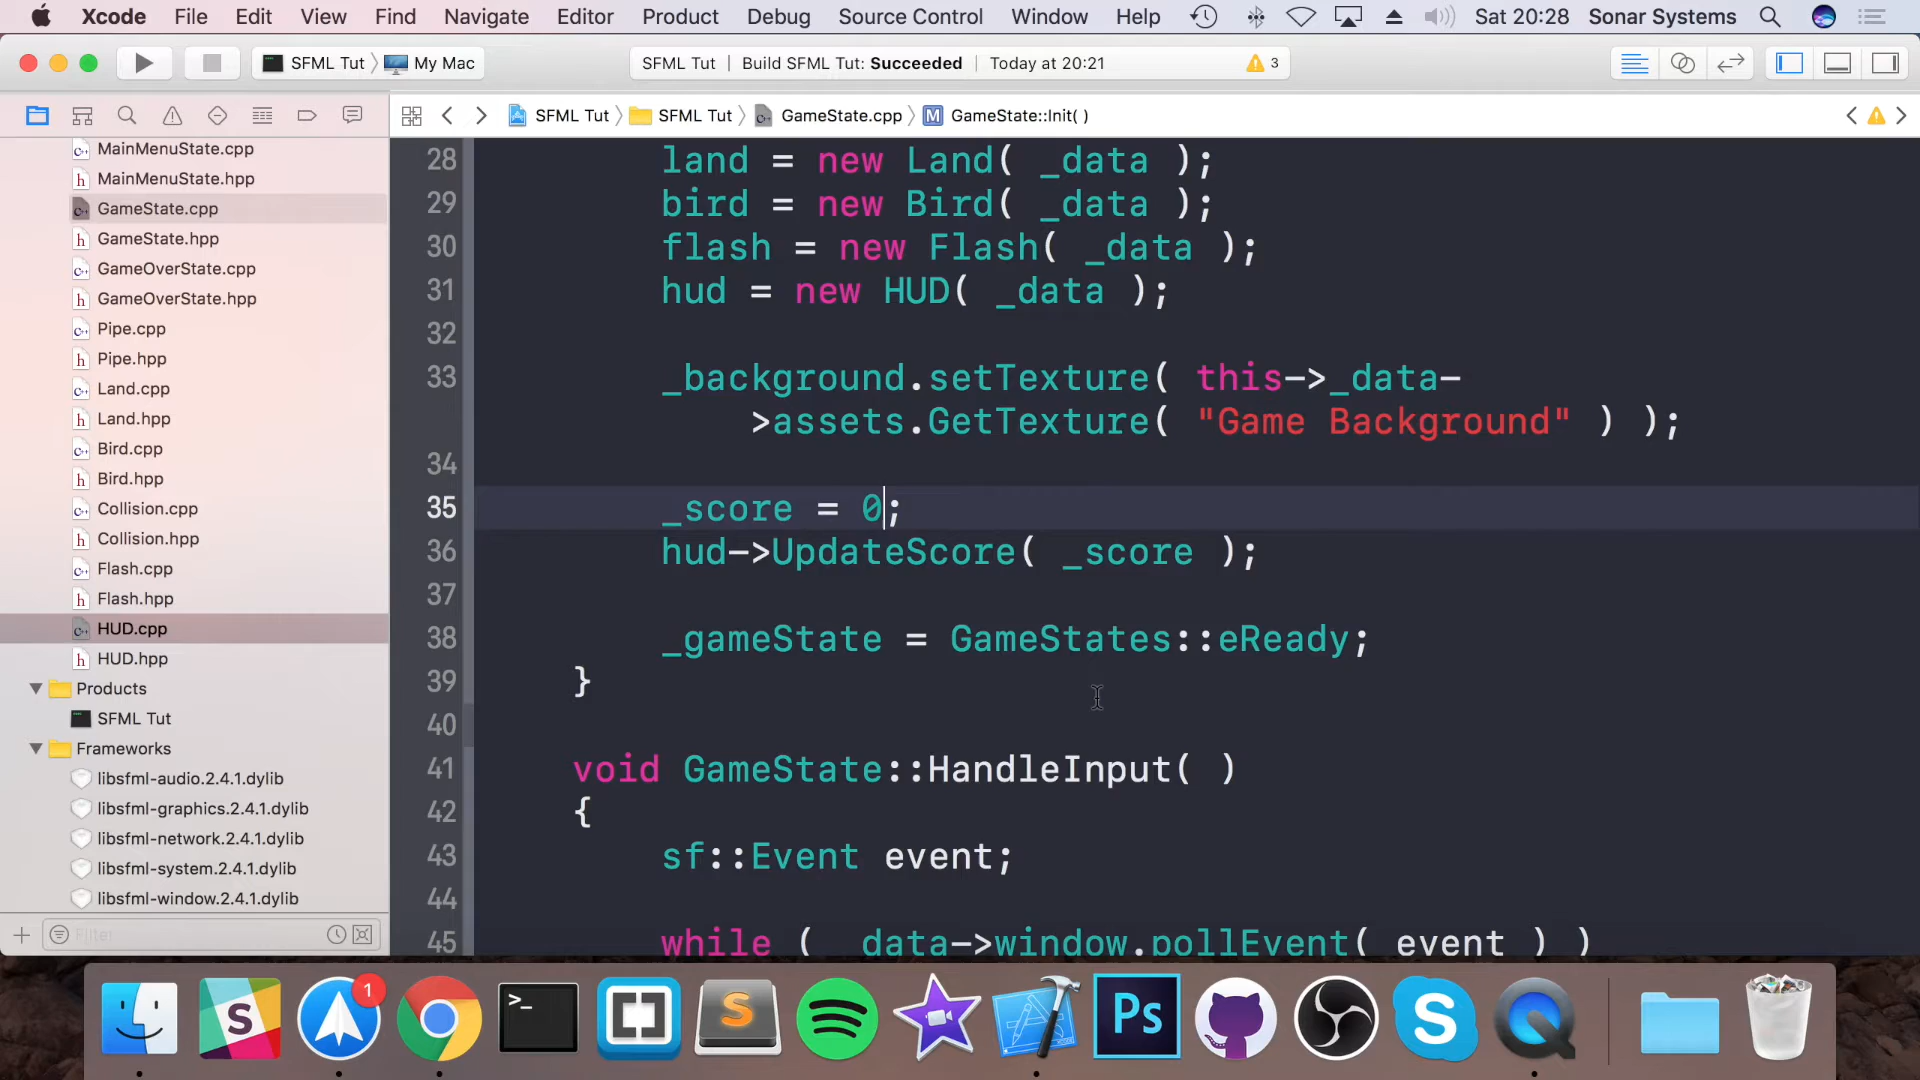 Xcode File Edit View Find Navigate Editor Product Debug Source Control Window Help Sat 20:28 Sonar Systems
SFML Tut My Mac SFML Tut | Build SFML Tut: Succeeded | Today at 20:21 3
SFML Tut SFML Tut GameState.cpp M GameState::Init( )
MainMenuState.cpp
MainMenuState.hpp
GameState.cpp
GameState.hpp
GameOverState.cpp
GameOverState.hpp
Pipe.cpp
Pipe.hpp
Land.cpp
Land.hpp
Bird.cpp
Bird.hpp
Collision.cpp
Collision.hpp
Flash.cpp
Flash.hpp
HUD.cpp
HUD.hpp
Products
SFML Tut
Frameworks
libsfml-audio.2.4.1.dylib
libsfml-graphics.2.4.1.dylib
libsfml-network.2.4.1.dylib
libsfml-system.2.4.1.dylib
libsfml-window.2.4.1.dylib
Filter
28 land = new Land( _data );
29 bird = new Bird( _data );
30 flash = new Flash( _data );
31 hud = new HUD( _data );
32
33 _background.setTexture( this->_data-
>assets.GetTexture( "Game Background" ) );
34
35 _score = 0;
36 hud->UpdateScore( _score );
37
38 _gameState = GameStates::eReady;
39 }
40
41 void GameState::HandleInput( )
42 {
43 sf::Event event;
44
45 while ( _data->window.pollEvent( event ) )
S 1 >_ S Ps S